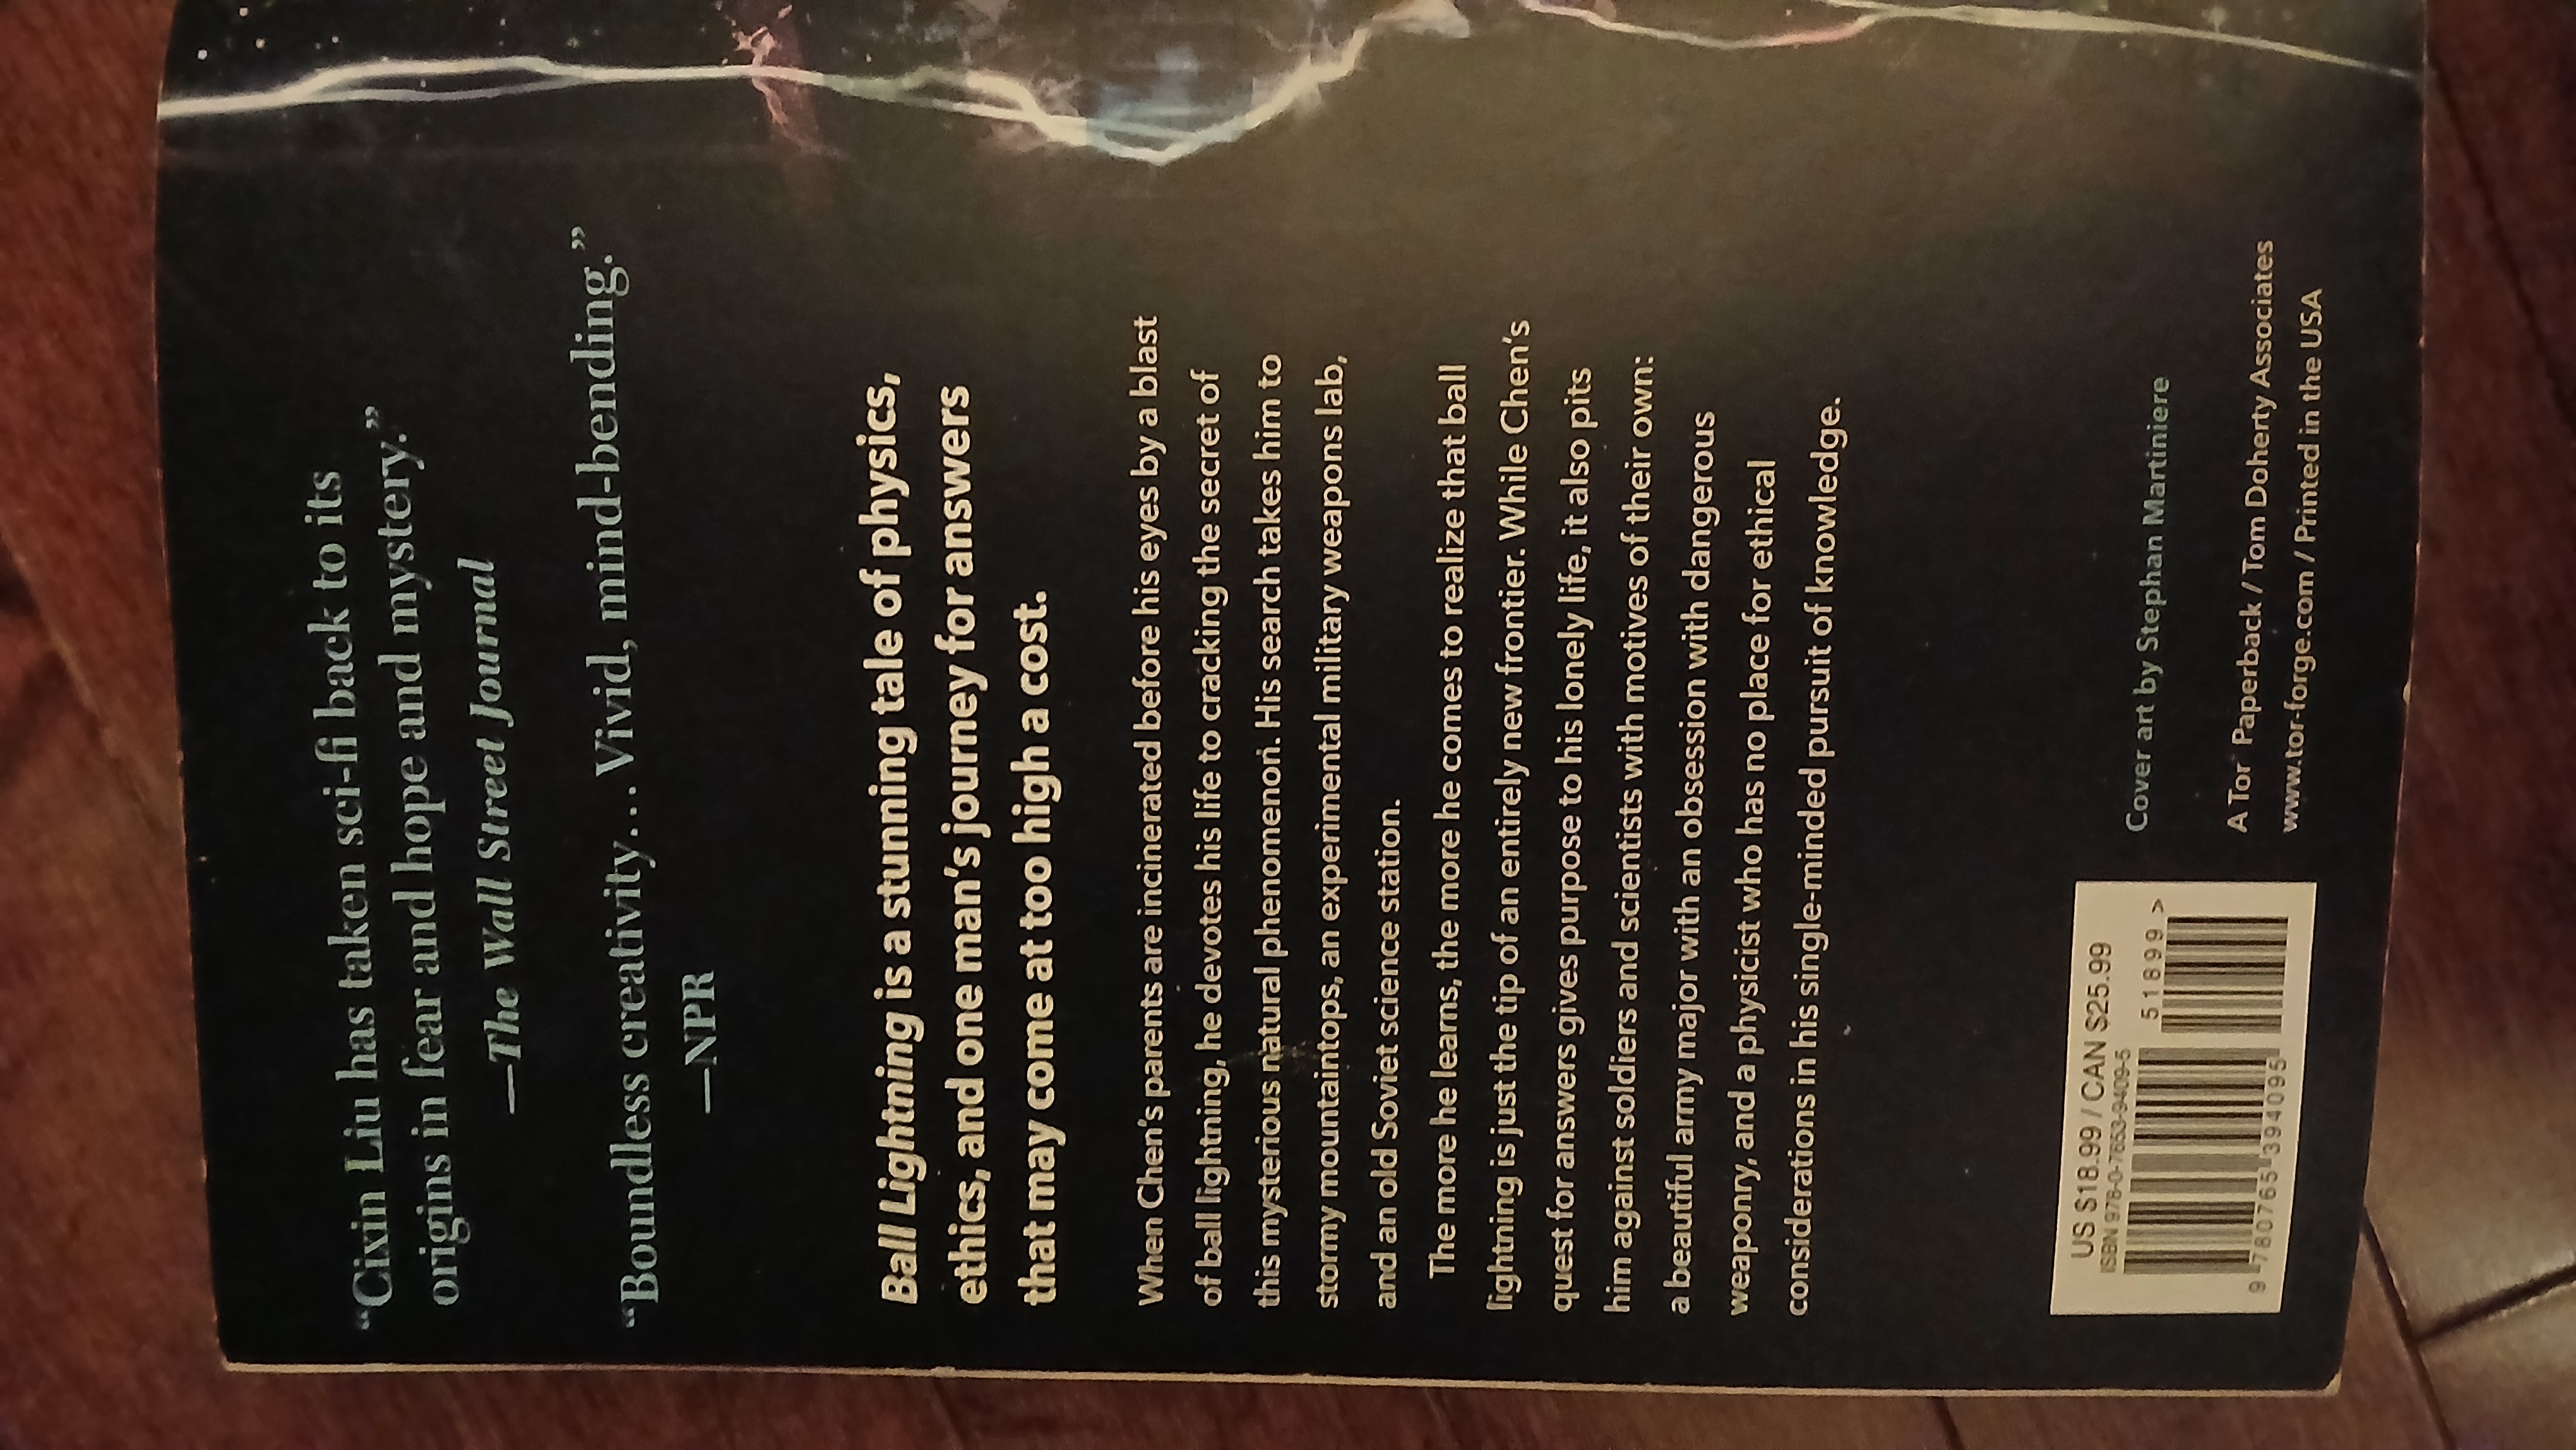 “Cixin Liu has taken sci-fi back to its
origins in fear and hope and mystery.”
—The Wall Street Journal
“Boundless creativity... Vivid, mind-bending.”
—NPR
Ball Lightning is a stunning tale of physics,
ethics, and one man’s journey for answers
that may come at too high a cost.
When Chen’s parents are incinerated before his eyes by a blast
of ball lightning, he devotes his life to cracking the secret of
this mysterious natural phenomenon. His search takes him to
stormy mountaintops, an experimental military weapons lab,
and an old Soviet science station.
The more he learns, the more he comes to realize that ball
lightning is just the tip of an entirely new frontier. While Chen’s
quest for answers gives purpose to his lonely life, it also pits
him against soldiers and scientists with motives of their own:
a beautiful army major with an obsession with dangerous
weaponry, and a physicist who has no place for ethical
considerations in his single-minded pursuit of knowledge.
US $18.99 / CAN $25.99
ISBN 978-0-7653-9409-5
51899 >
9 780765 394095
Cover art by Stephan Martiniere
A Tor Paperback / Tom Doherty Associates
www.tor-forge.com / Printed in the USA